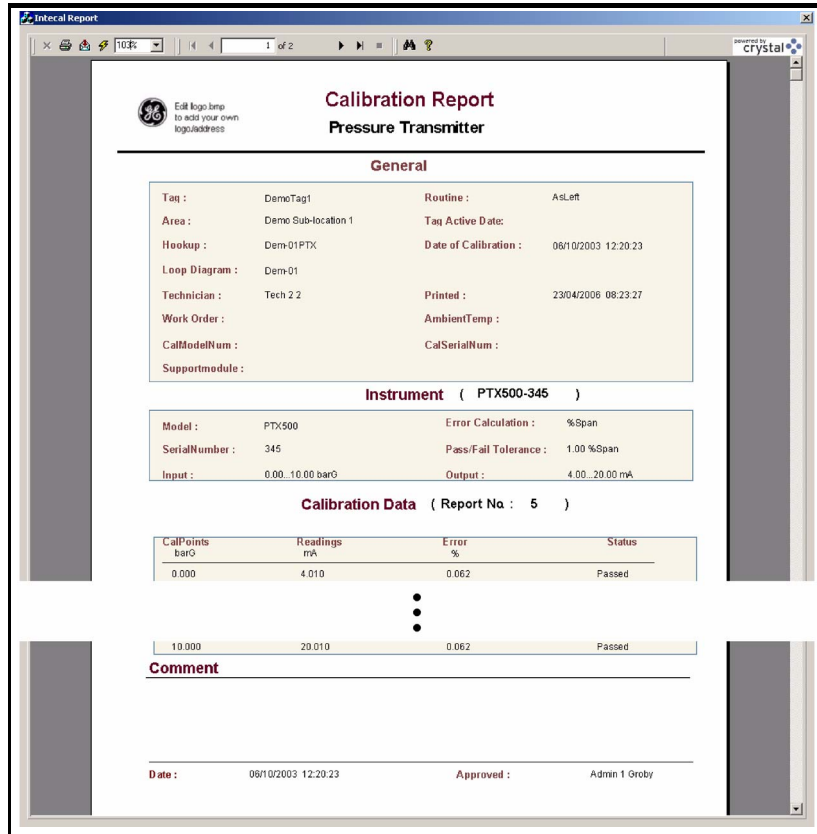 Intecal Report
103% 1 of 2 powered by crystal
Edit logo.bmp
to add your own
logo/address
Calibration Report
Pressure Transmitter
General
Tag : DemoTag1 Routine : AsLeft
Area : Demo Sub-location 1 Tag Active Date:
Hookup : Dem-01PTX Date of Calibration : 06/10/2003 12:20:23
Loop Diagram : Dem-01
Technician : Tech 2 2 Printed : 23/04/2006 08:23:27
Work Order : AmbientTemp :
CalModelNum : CalSerialNum :
Supportmodule :
Instrument ( PTX500-345 )
Model : PTX500 Error Calculation : %Span
SerialNumber : 345 Pass/Fail Tolerance : 1.00 %Span
Input : 0.00...10.00 barG Output : 4.00...20.00 mA
Calibration Data ( Report No. : 5 )
CalPoints Readings Error Status
barG mA %
0.000 4.010 0.062 Passed
10.000 20.010 0.062 Passed
Comment
Date : 06/10/2003 12:20:23 Approved : Admin 1 Groby